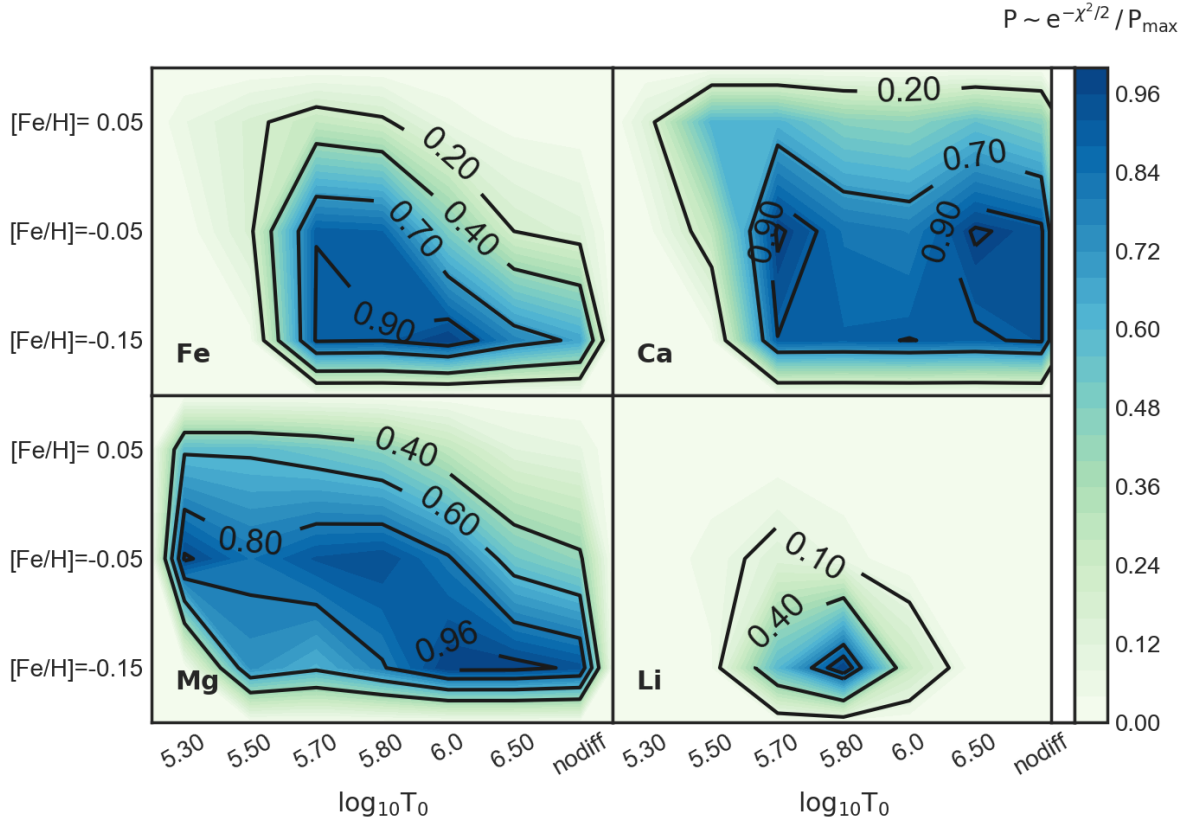 P ~ e^{-χ²/2} / P_max
[Fe/H]= 0.05
[Fe/H]=-0.05
[Fe/H]=-0.15
0.20
0.40
0.70
0.90
Fe
0.20
0.70
0.90
0.90
Ca
0.96
0.84
0.72
0.60
0.48
0.36
0.24
0.12
0.00
[Fe/H]= 0.05
[Fe/H]=-0.05
[Fe/H]=-0.15
0.40
0.60
0.80
0.96
Mg
0.10
0.40
Li
5.30 5.50 5.70 5.80 6.0 6.50 nodiff
5.30 5.50 5.70 5.80 6.0 6.50 nodiff
log₁₀T₀
log₁₀T₀